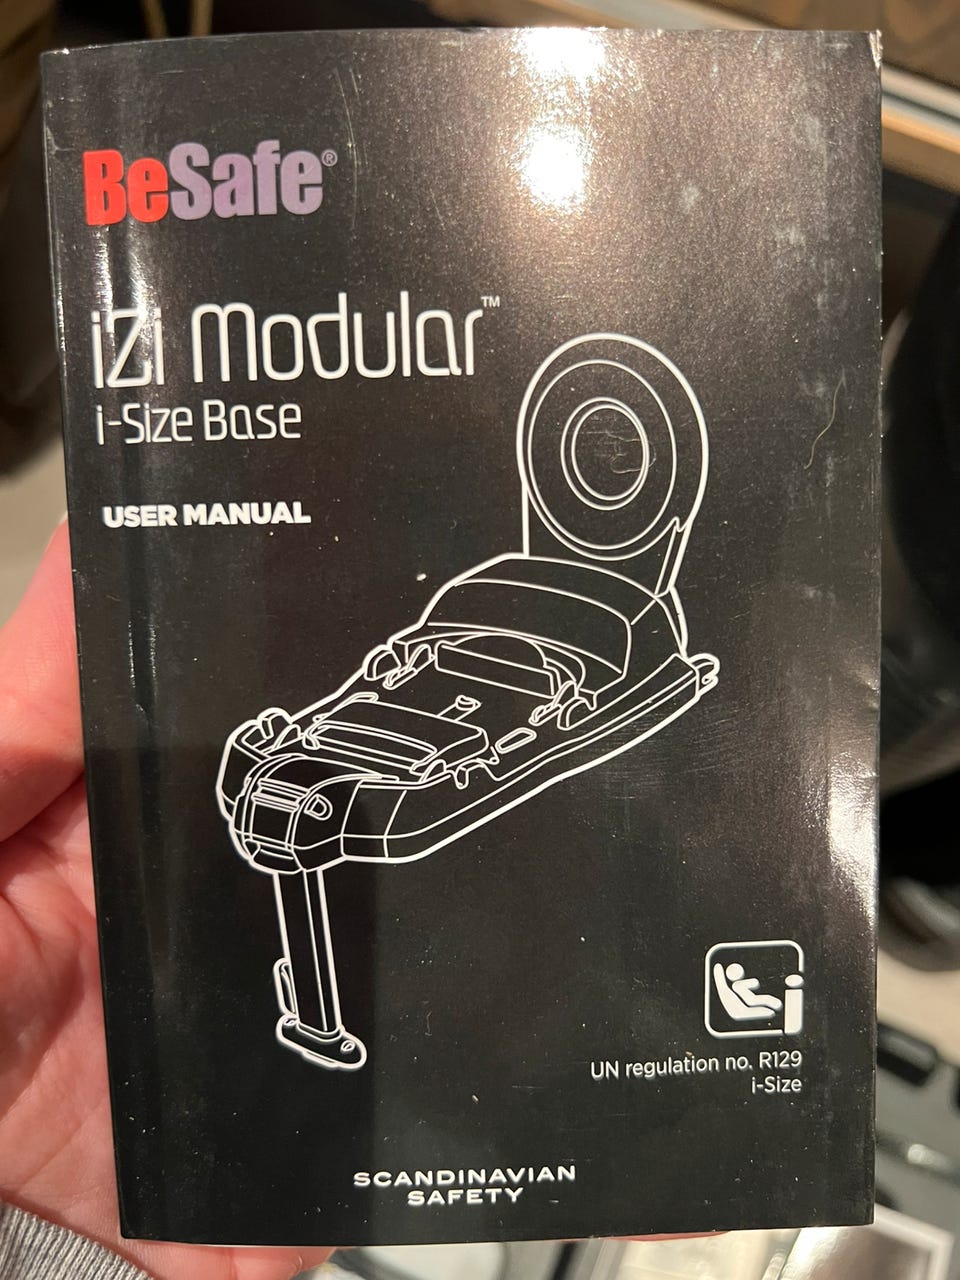 BeSafe®
iZi Modular™
i-Size Base
USER MANUAL
i
UN regulation no. R129
i-Size
SCANDINAVIAN
SAFETY